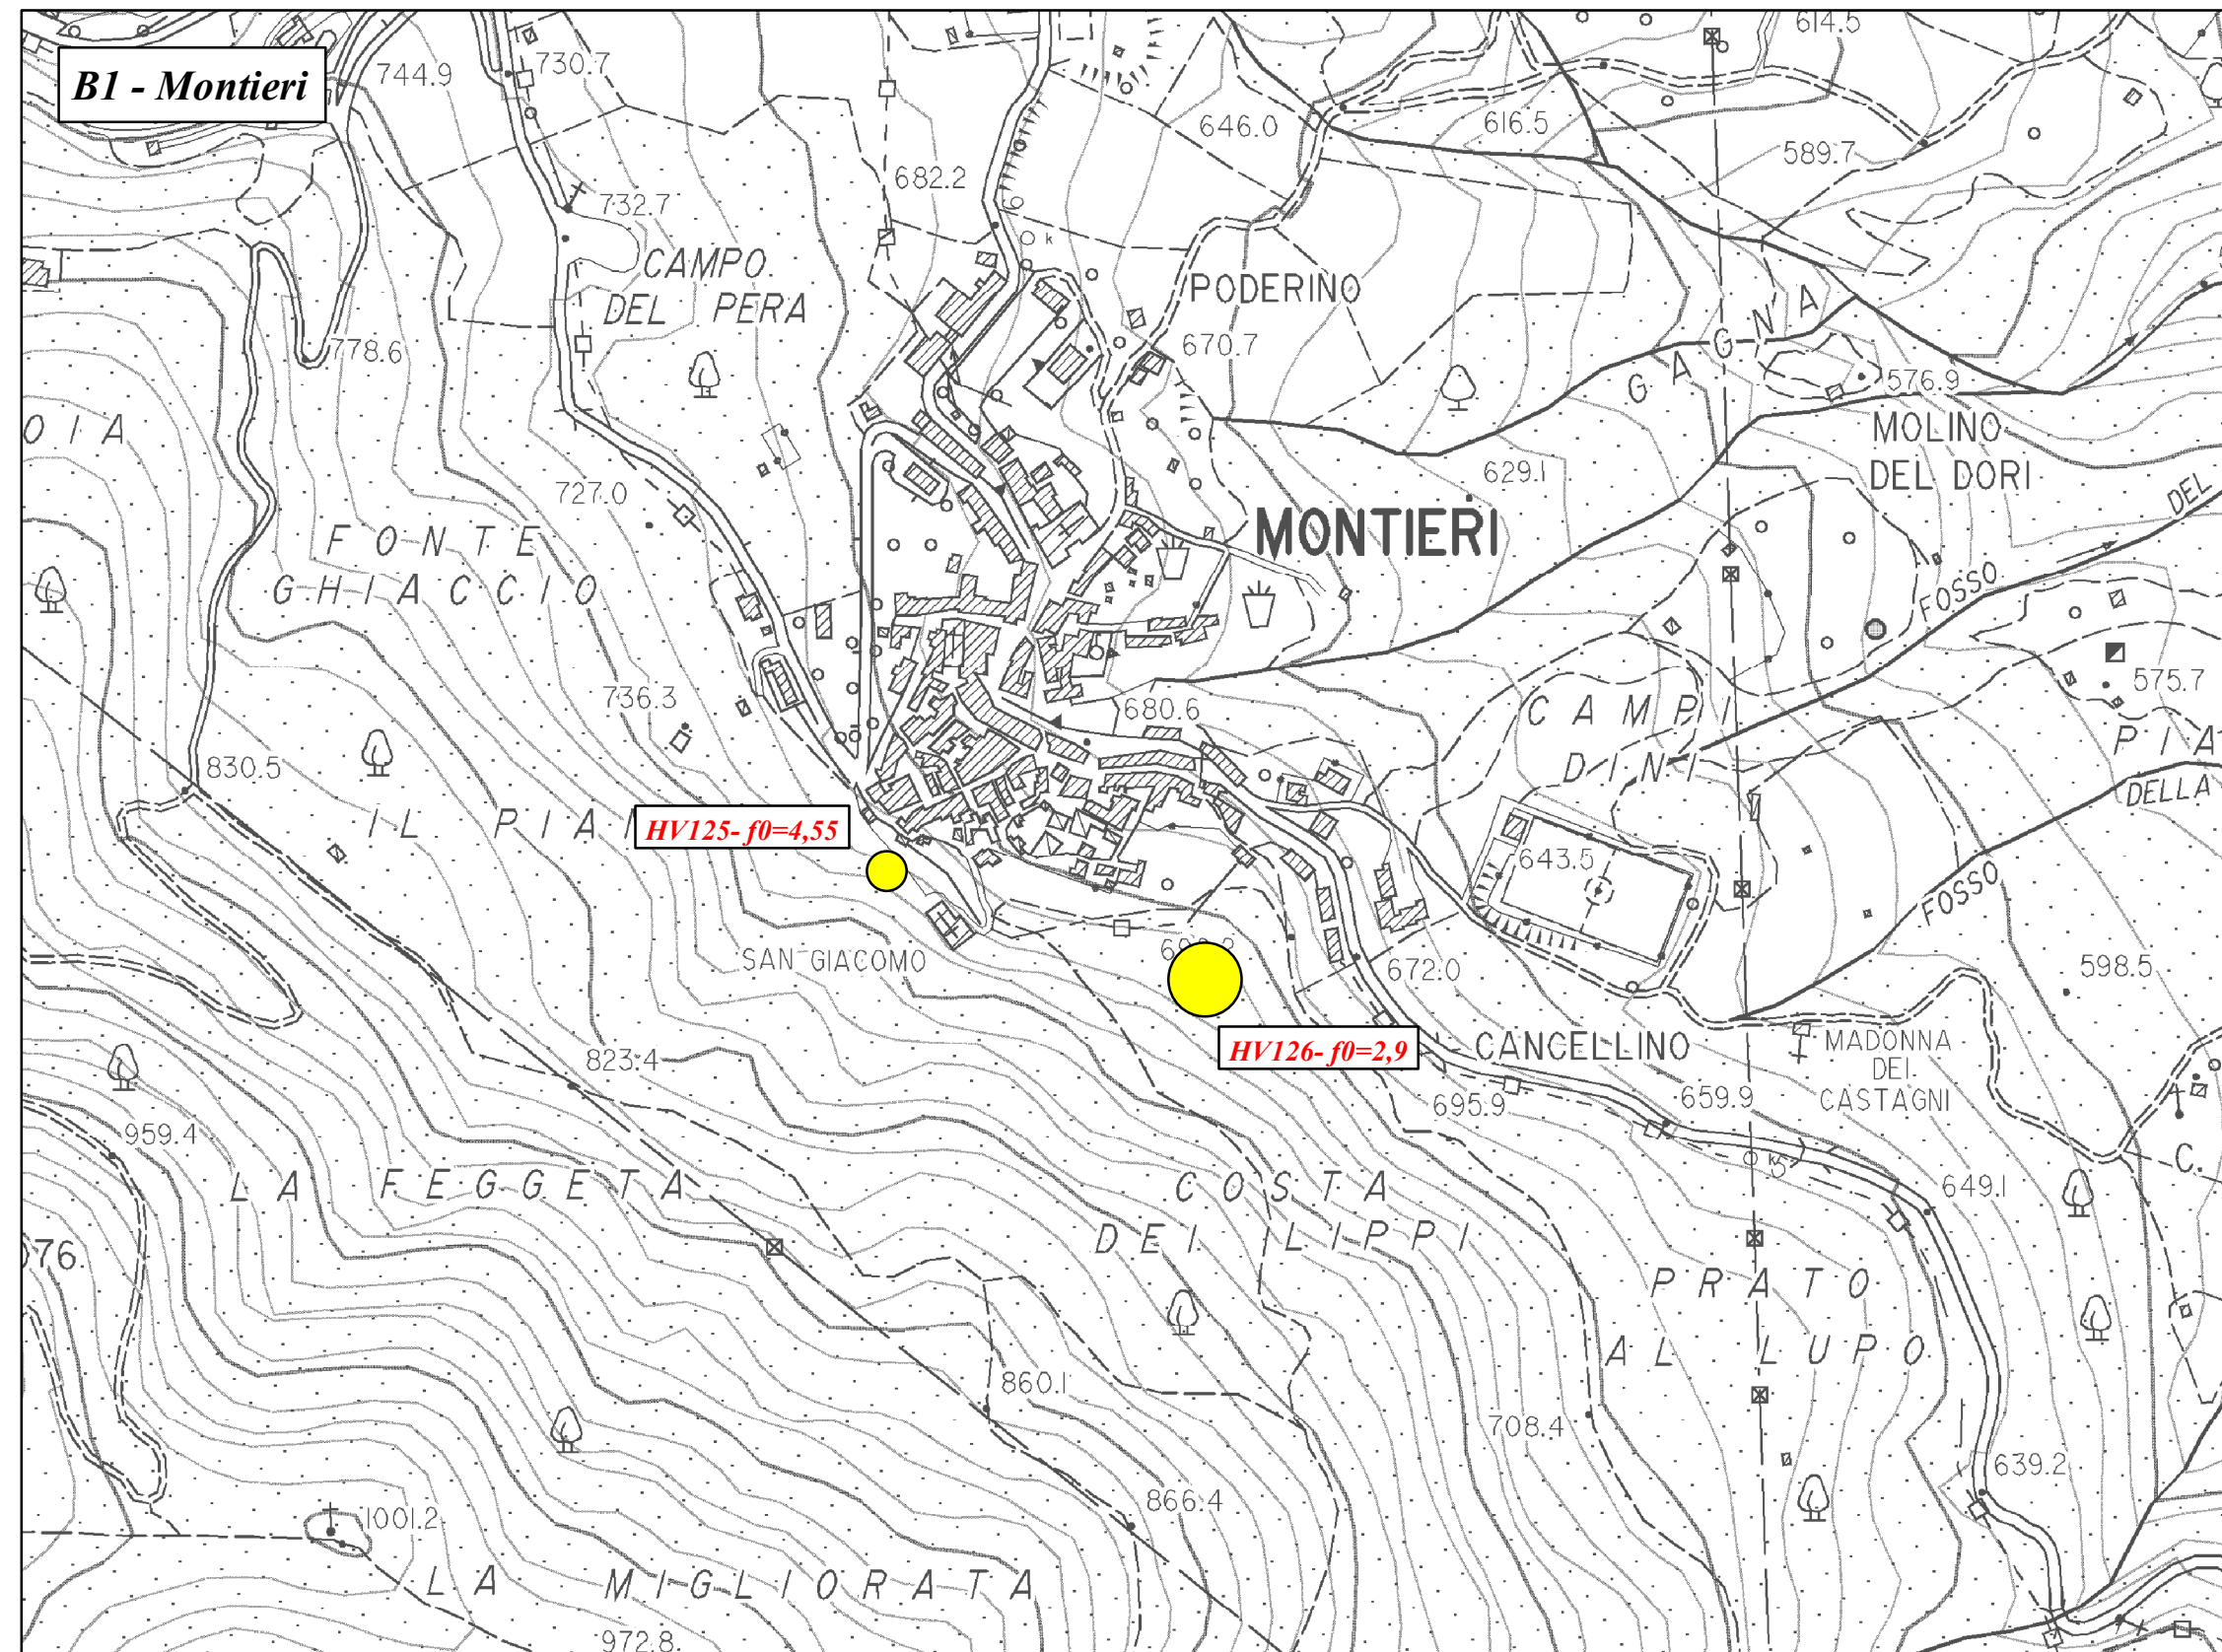 B1 - Montieri
744.9
730.7
614.5
646.0
616.5
589.7
682.2
732.7
CAMPO
DEL PERA
PODERINO
GAGNA
778.6
670.7
576.9
MOLINO
DEL DORI
OIA
629.1
727.0
DEL
FONTE
GHIACCIO
MONTIERI
FOSSO
736.3
680.6
575.7
CAMPI
DINI
PIA
DELLA
830.5
IL PIA
HV125- f0=4,55
643.5
FOSSO
SAN GIACOMO
672.0
598.5
HV126- f0=2,9
CANCELLINO
MADONNA
DEI
CASTAGNI
823.4
695.9
659.9
959.4
LA FEGGETA
COSTA
DEI LIPPI
C.
649.1
76
PRATO
AL LUPO
860.1
708.4
639.2
866.4
1001.2
LA MIGLIORATA
972.8